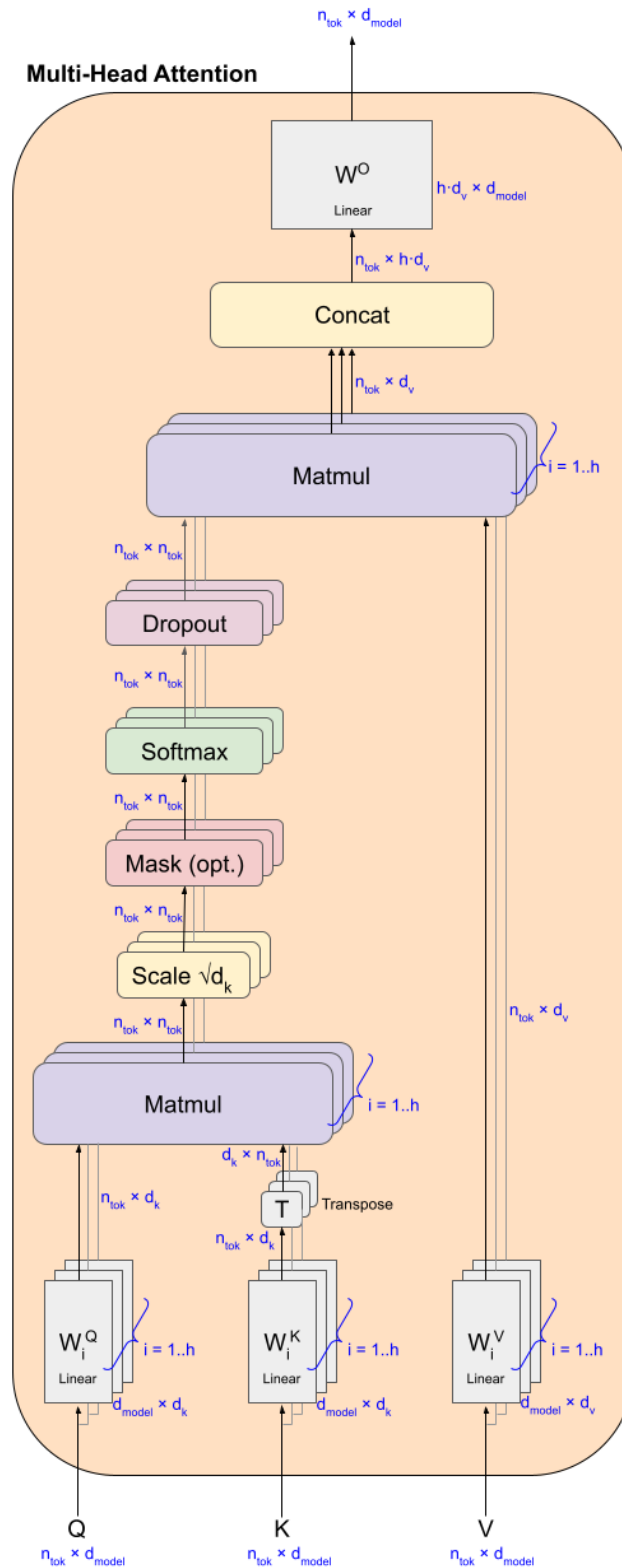 n_tok × d_model
Multi-Head Attention
W^O
Linear
h·d_v × d_model
n_tok × h·d_v
Concat
n_tok × d_v
Matmul
i = 1..h
n_tok × n_tok
Dropout
n_tok × n_tok
Softmax
n_tok × n_tok
Mask (opt.)
n_tok × n_tok
Scale √d_k
n_tok × d_v
n_tok × n_tok
Matmul
i = 1..h
d_k × n_tok
n_tok × d_k
T
Transpose
n_tok × d_k
W_i^Q
Linear
i = 1..h
d_model × d_k
W_i^K
Linear
i = 1..h
d_model × d_k
W_i^V
Linear
i = 1..h
d_model × d_v
Q
n_tok × d_model
K
n_tok × d_model
V
n_tok × d_model